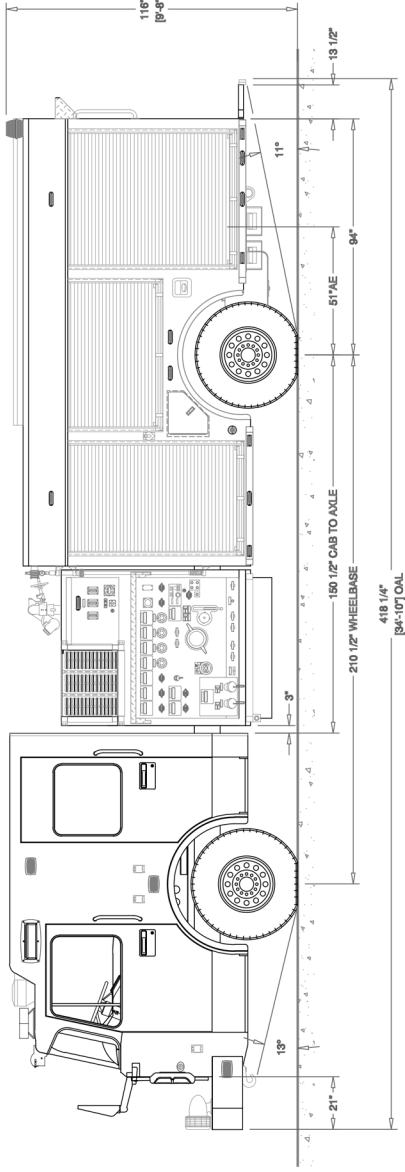 116"
[9'-8"
13 1/2"
11°
51"AE
94"
150 1/2" CAB TO AXLE
210 1/2" WHEELBASE
418 1/4"
[34'-10"] OAL
3"
13°
21"